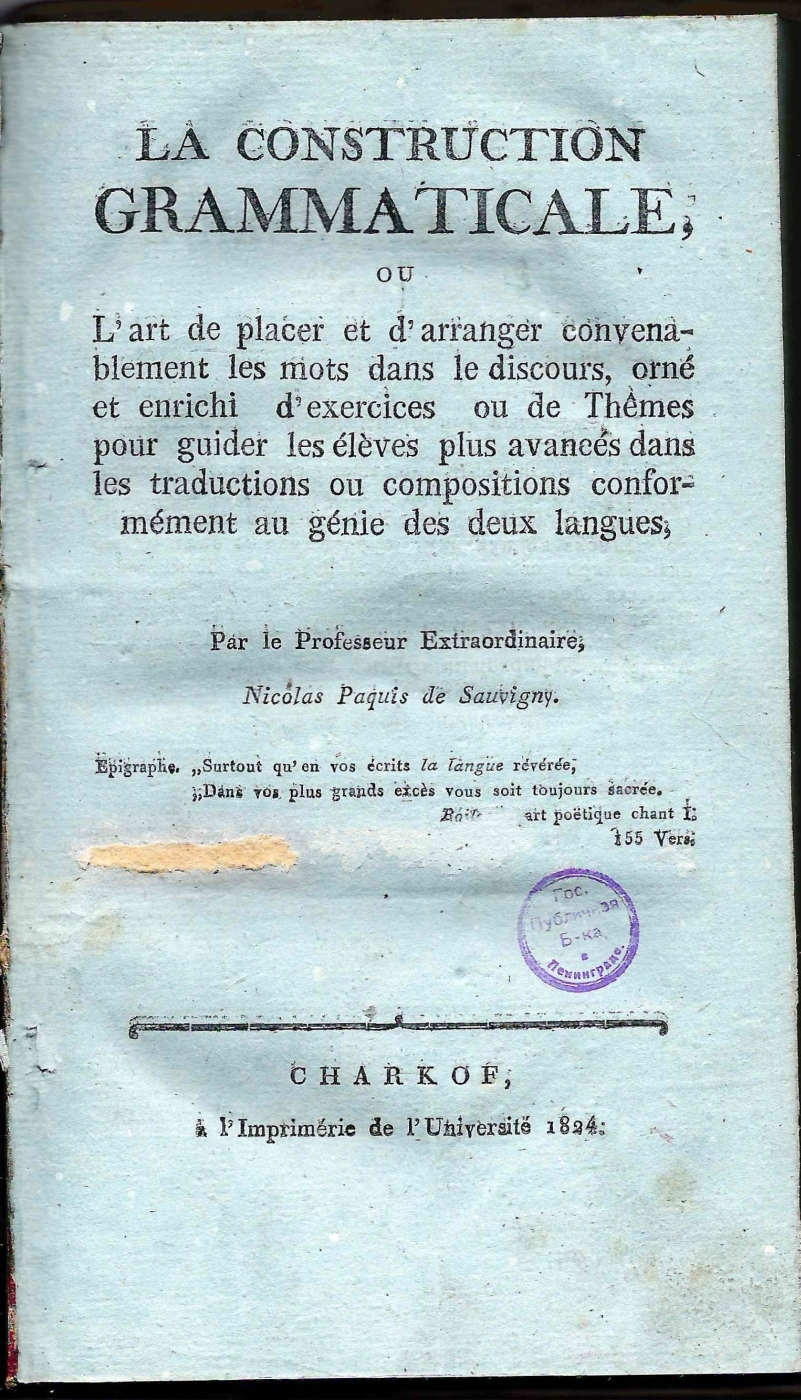 LA CONSTRUCTION
GRAMMATICALE,
OU
L'art de placer et d'arranger convena-
blement les mots dans le discours, orné
et enrichi d'exercices ou de Thêmes
pour guider les élèves plus avancés dans
les traductions ou compositions confor-
mément au génie des deux langues,
Par le Professeur Extraordinaire,
Nicolas Paquis de Sauvigny.
Epigraphe. „Surtout qu'en vos écrits la langue révérée,
„Dans vos plus grands excès vous soit toujours sacrée.
art poëtique chant I.
155 Vers.
Гос.
Публичная
Б-ка
в
Ленинграде.
CHARKOF,
à l'Impriméríe de l'Université 1824.